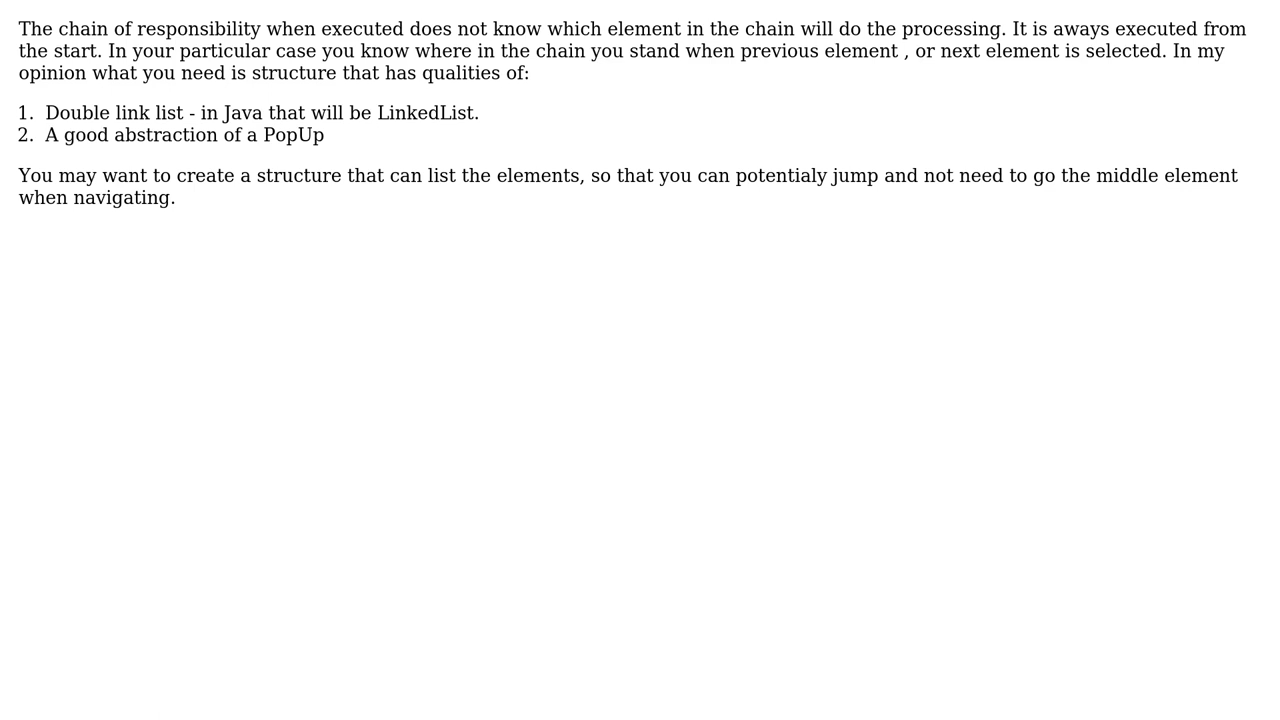 The chain of responsibility when executed does not know which element in the chain will do the processing. It is aways executed from
the start. In your particular case you know where in the chain you stand when previous element , or next element is selected. In my
opinion what you need is structure that has qualities of:
1. Double link list - in Java that will be LinkedList.
2. A good abstraction of a PopUp
You may want to create a structure that can list the elements, so that you can potentialy jump and not need to go the middle element
when navigating.